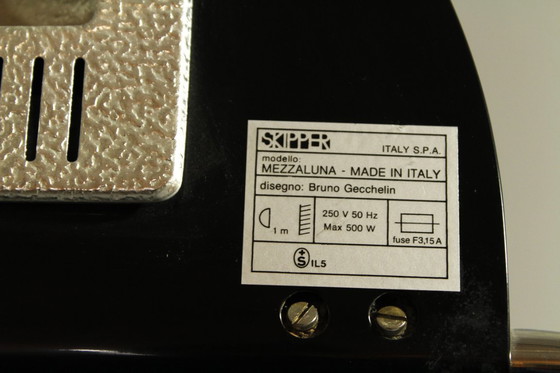 SKIPPER ITALY S.P.A.
modello:
MEZZALUNA - MADE IN ITALY
disegno: Bruno Gecchelin
250 V 50 Hz
1 m Max 500 W
fuse F3,15 A
+S IL5